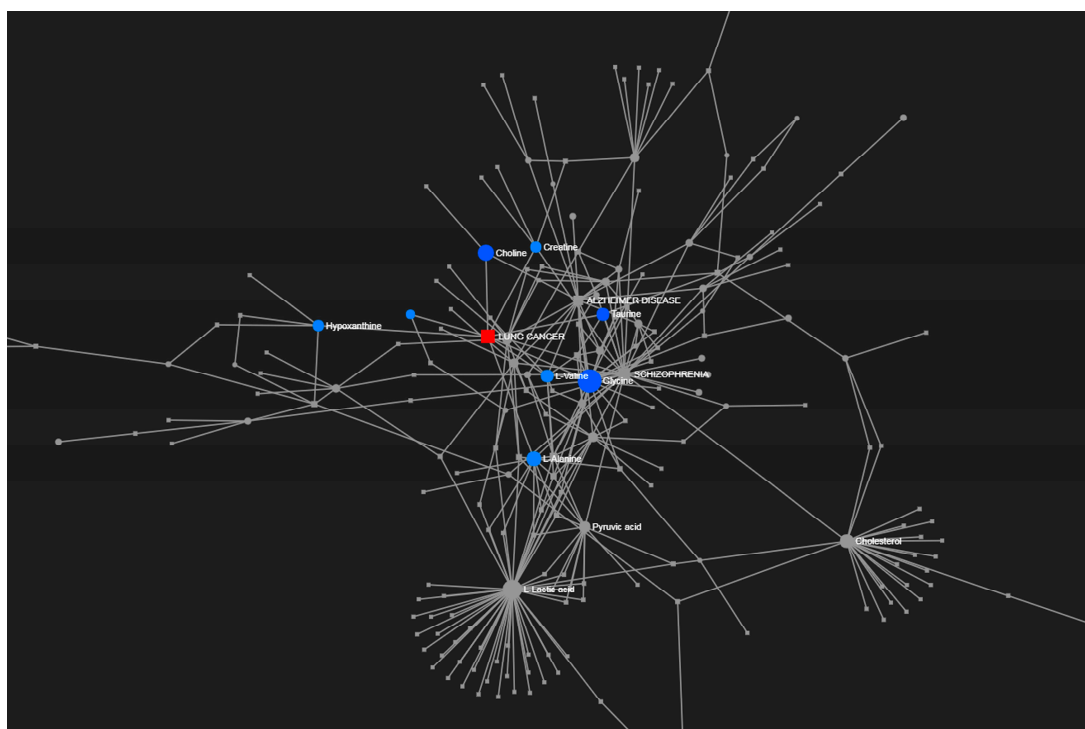 Choline
Creatine
ALZHEIMER DISEASE
Taurine
Hypoxanthine
LUNG CANCER
L-Valine
SCHIZOPHRENIA
Glycine
L-Alanine
Pyruvic acid
Cholesterol
L-Lactic acid